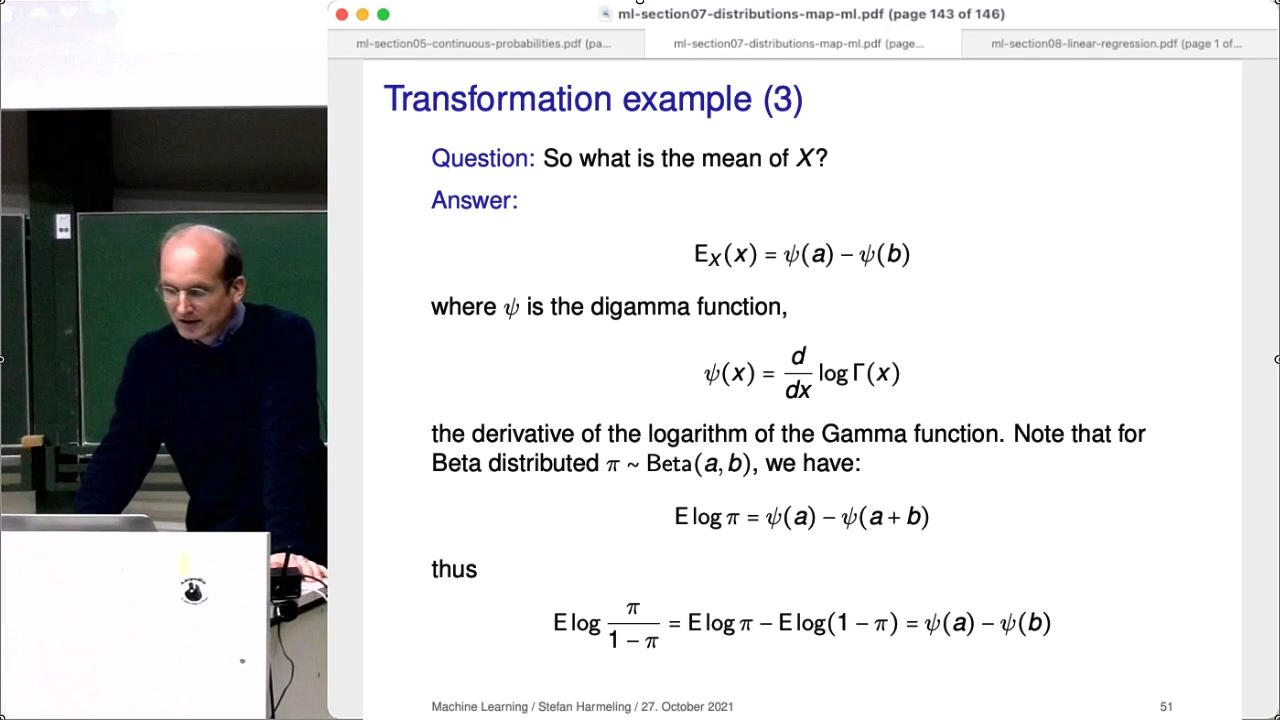 ml-section07-distributions-map-ml.pdf (page 143 of 146)
ml-section05-continuous-probabilities.pdf (pa...
ml-section07-distributions-map-ml.pdf (page...
ml-section08-linear-regression.pdf (page 1 of...
Transformation example (3)
Question: So what is the mean of X?
Answer:
E_X(x) = ψ(a) − ψ(b)
where ψ is the digamma function,
ψ(x) = d/dx log Γ(x)
the derivative of the logarithm of the Gamma function. Note that for
Beta distributed π ~ Beta(a, b), we have:
E log π = ψ(a) − ψ(a + b)
thus
E log π/(1 − π) = E log π − E log(1 − π) = ψ(a) − ψ(b)
Machine Learning / Stefan Harmeling / 27. October 2021
51